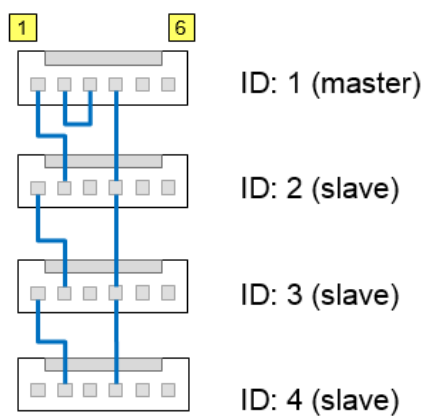 1 6
ID: 1 (master)
ID: 2 (slave)
ID: 3 (slave)
ID: 4 (slave)